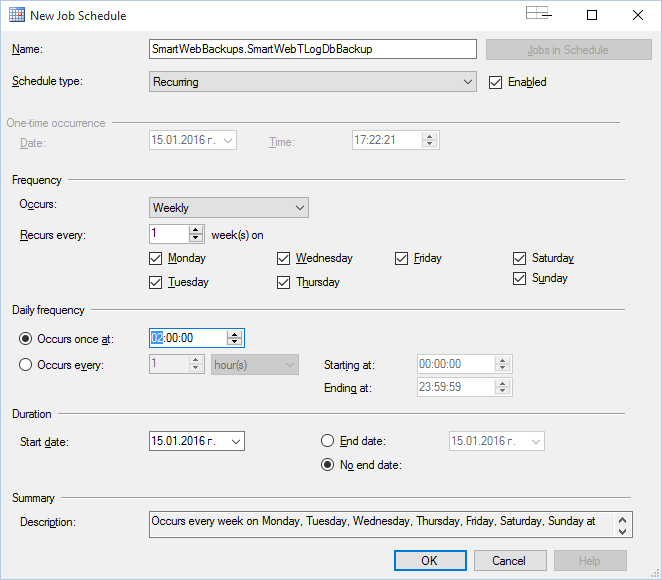 New Job Schedule
Name: SmartWebBackups.SmartWebTLogDbBackup Jobs in Schedule
Schedule type: Recurring Enabled
One-time occurrence
Date: 15.01.2016 г. Time: 17:22:21
Frequency
Occurs: Weekly
Recurs every: 1 week(s) on
Monday Wednesday Friday Saturday
Tuesday Thursday Sunday
Daily frequency
Occurs once at: 02:00:00
Occurs every: 1 hour(s) Starting at: 00:00:00
Ending at: 23:59:59
Duration
Start date: 15.01.2016 г. End date: 15.01.2016 г.
No end date:
Summary
Description: Occurs every week on Monday, Tuesday, Wednesday, Thursday, Friday, Saturday, Sunday at
OK Cancel Help